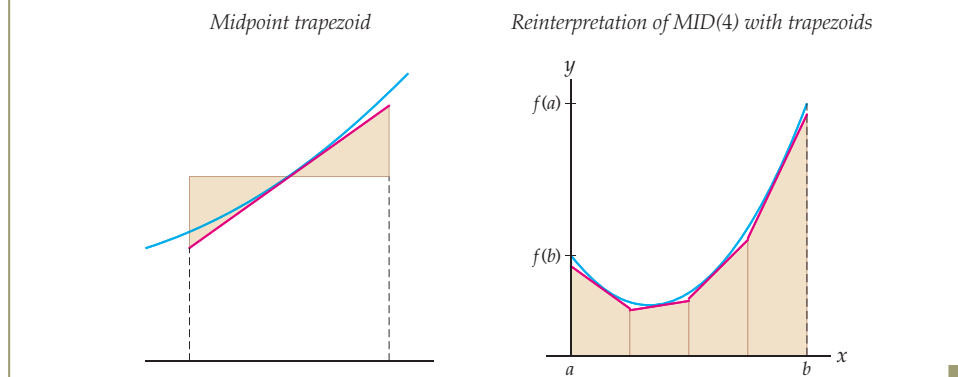 Midpoint trapezoid
Reinterpretation of MID(4) with trapezoids
y
f(a)
f(b)
x
a
b